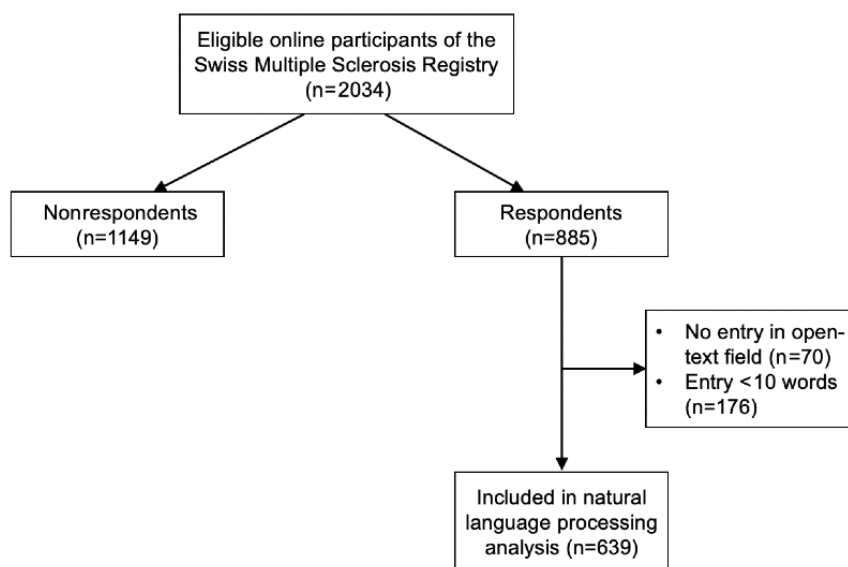 Eligible online participants of the
Swiss Multiple Sclerosis Registry
(n=2034)
Nonrespondents
(n=1149)
Respondents
(n=885)
• No entry in open-
text field (n=70)
• Entry <10 words
(n=176)
Included in natural
language processing
analysis (n=639)